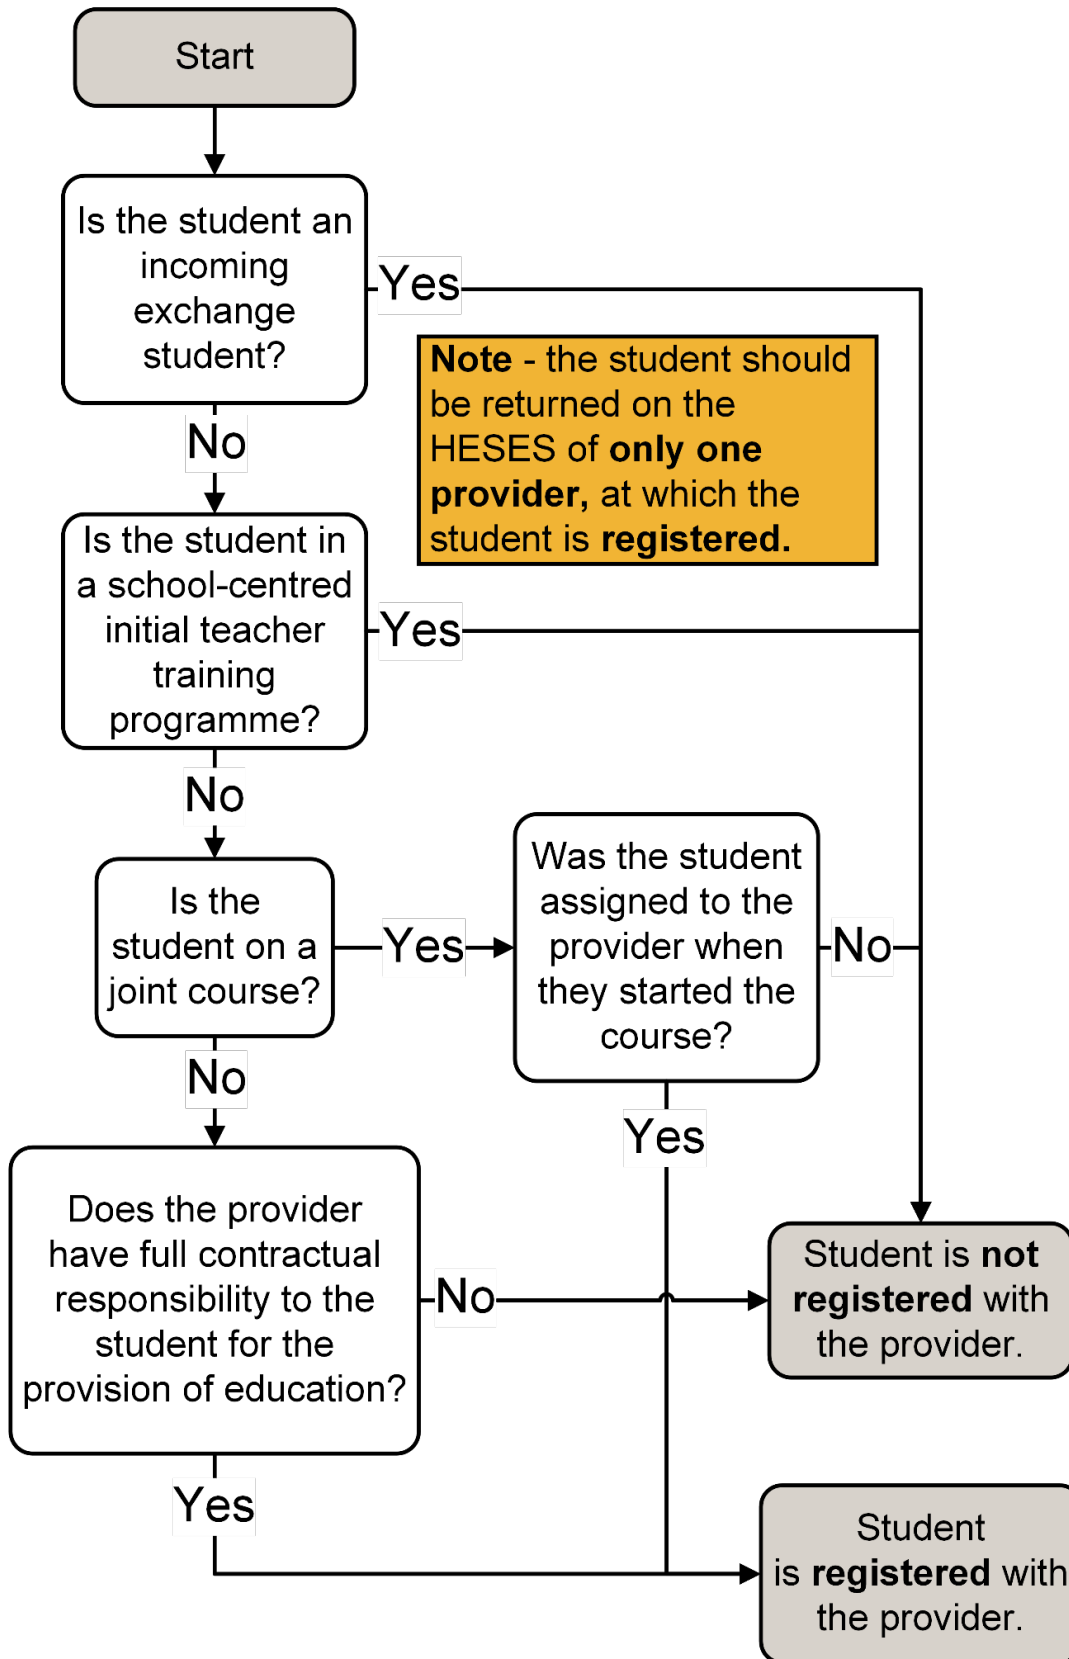 Start
Is the student an
incoming
exchange
student?
Yes
No
Note - the student should
be returned on the
HESES of only one
provider, at which the
student is registered.
Is the student in
a school-centred
initial teacher
training
programme?
Yes
No
Is the
student on a
joint course?
Yes
Was the student
assigned to the
provider when
they started the
course?
No
No
Yes
Does the provider
have full contractual
responsibility to the
student for the
provision of education?
No
Student is not
registered with
the provider.
Yes
Student
is registered with
the provider.